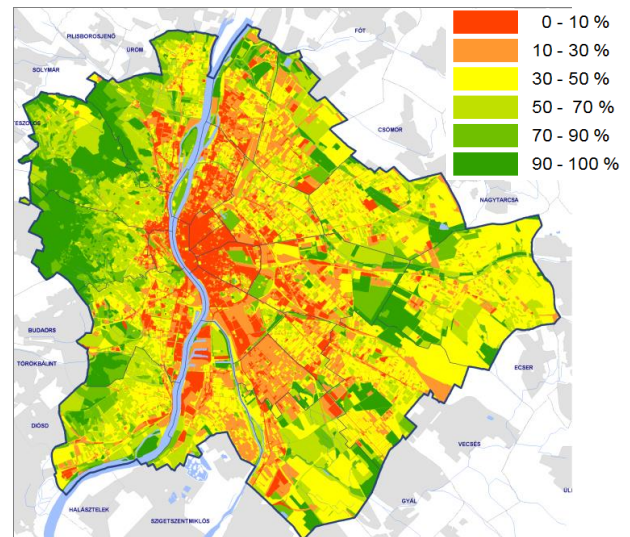 PILISBOROSJENŐ
ÜRÖM
SOLYMÁR
FÓT
CSÖMÖR
NAGYTARCSA
BUDAÖRS
TÖRÖKBÁLINT
DIÓSD
ECSER
VECSÉS
GYÁL
HALÁSZTELEK
SZIGETSZENTMIKLÓS
0 - 10 %
10 - 30 %
30 - 50 %
50 - 70 %
70 - 90 %
90 - 100 %